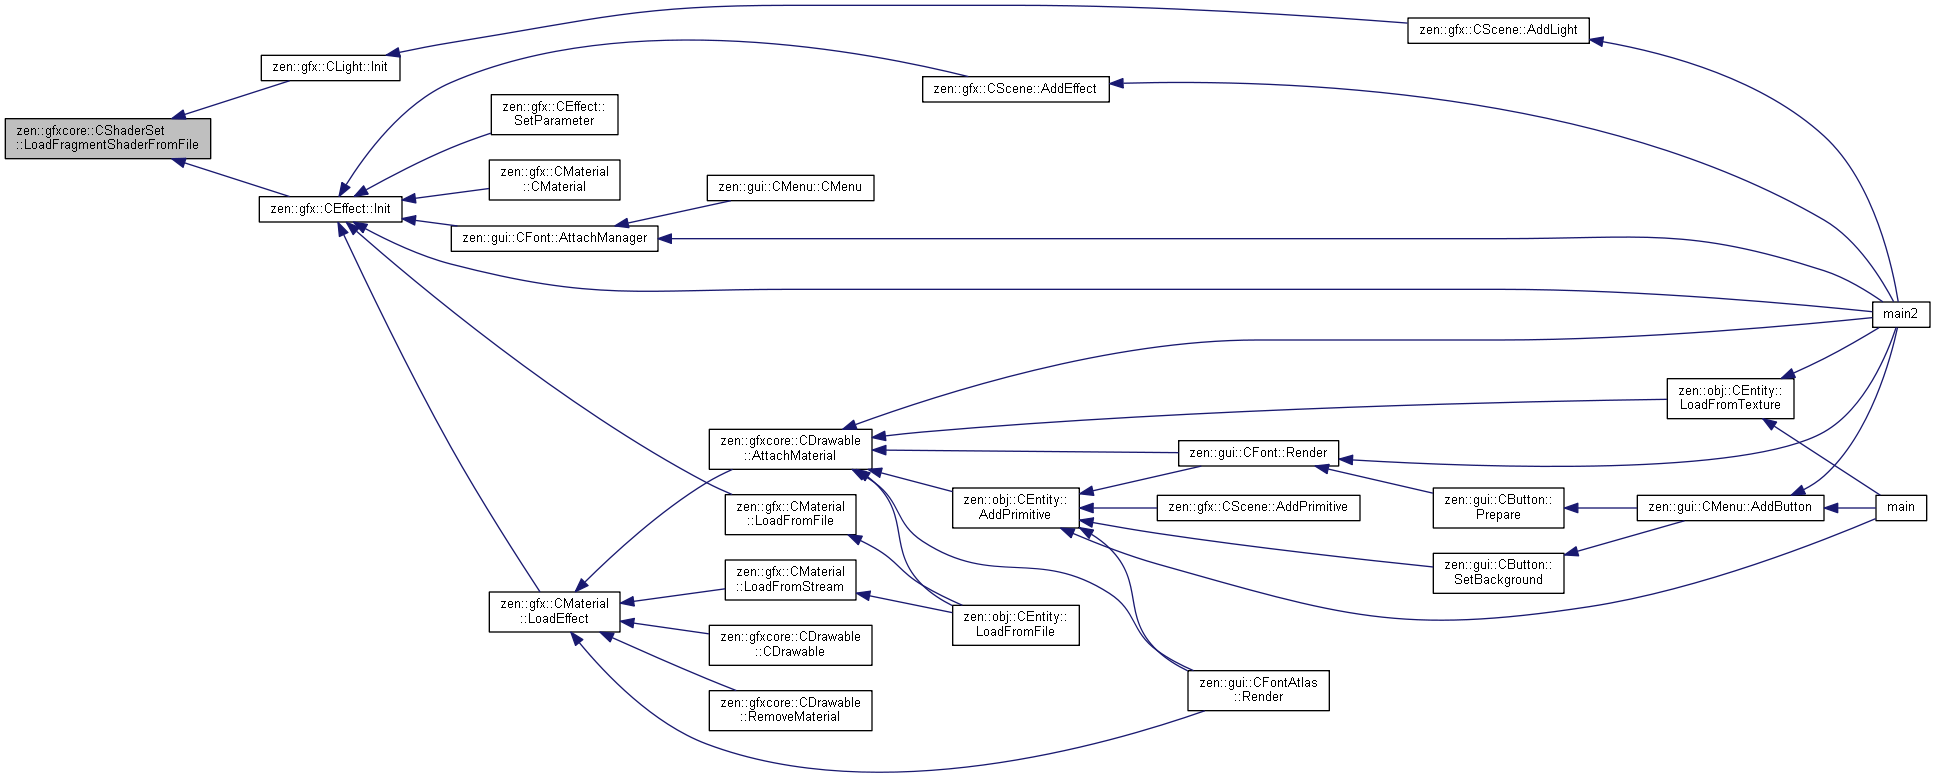 zen::gfx::CScene::AddLight
zen::gfx::CLight::Init
zen::gfx::CScene::AddEffect
zen::gfx::CEffect::
SetParameter
zen::gfxcore::CShaderSet
::LoadFragmentShaderFromFile
zen::gfx::CMaterial
::CMaterial
zen::gui::CMenu::CMenu
zen::gfx::CEffect::Init
zen::gui::CFont::AttachManager
main2
zen::obj::CEntity::
LoadFromTexture
zen::gfxcore::CDrawable
::AttachMaterial
zen::gui::CFont::Render
zen::obj::CEntity::
AddPrimitive
zen::gfx::CScene::AddPrimitive
zen::gui::CButton::
Prepare
zen::gui::CMenu::AddButton
main
zen::gfx::CMaterial
::LoadFromFile
zen::gui::CButton::
SetBackground
zen::gfx::CMaterial
::LoadFromStream
zen::gfx::CMaterial
::LoadEffect
zen::obj::CEntity::
LoadFromFile
zen::gfxcore::CDrawable
::CDrawable
zen::gui::CFontAtlas
::Render
zen::gfxcore::CDrawable
::RemoveMaterial